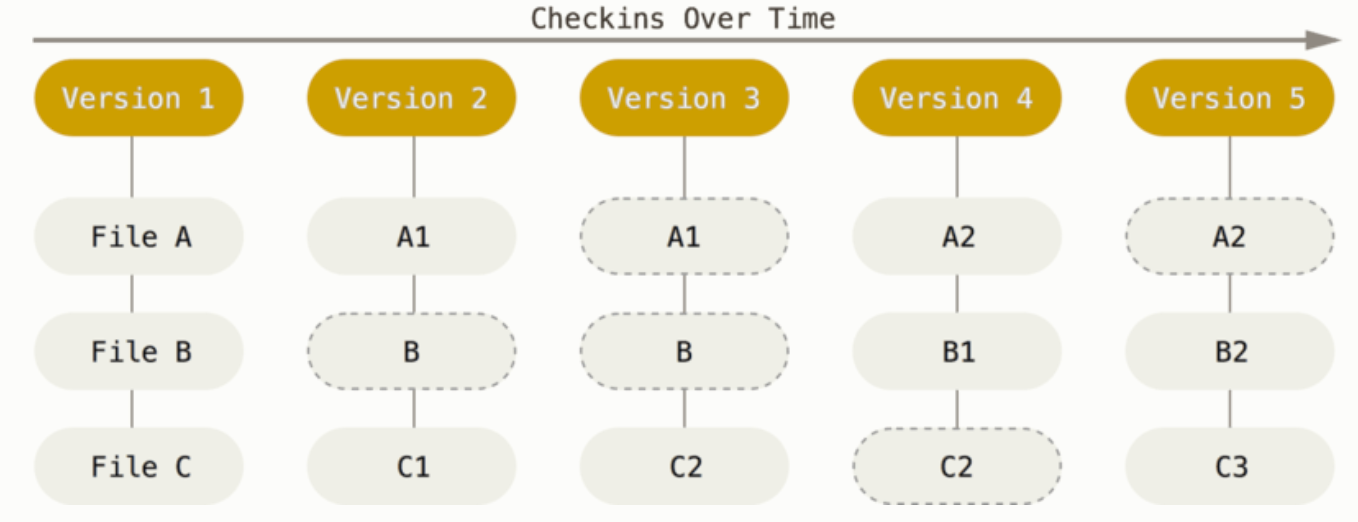 Checkins Over Time
Version 1 Version 2 Version 3 Version 4 Version 5
File A A1 A1 A2 A2
File B B B B1 B2
File C C1 C2 C2 C3